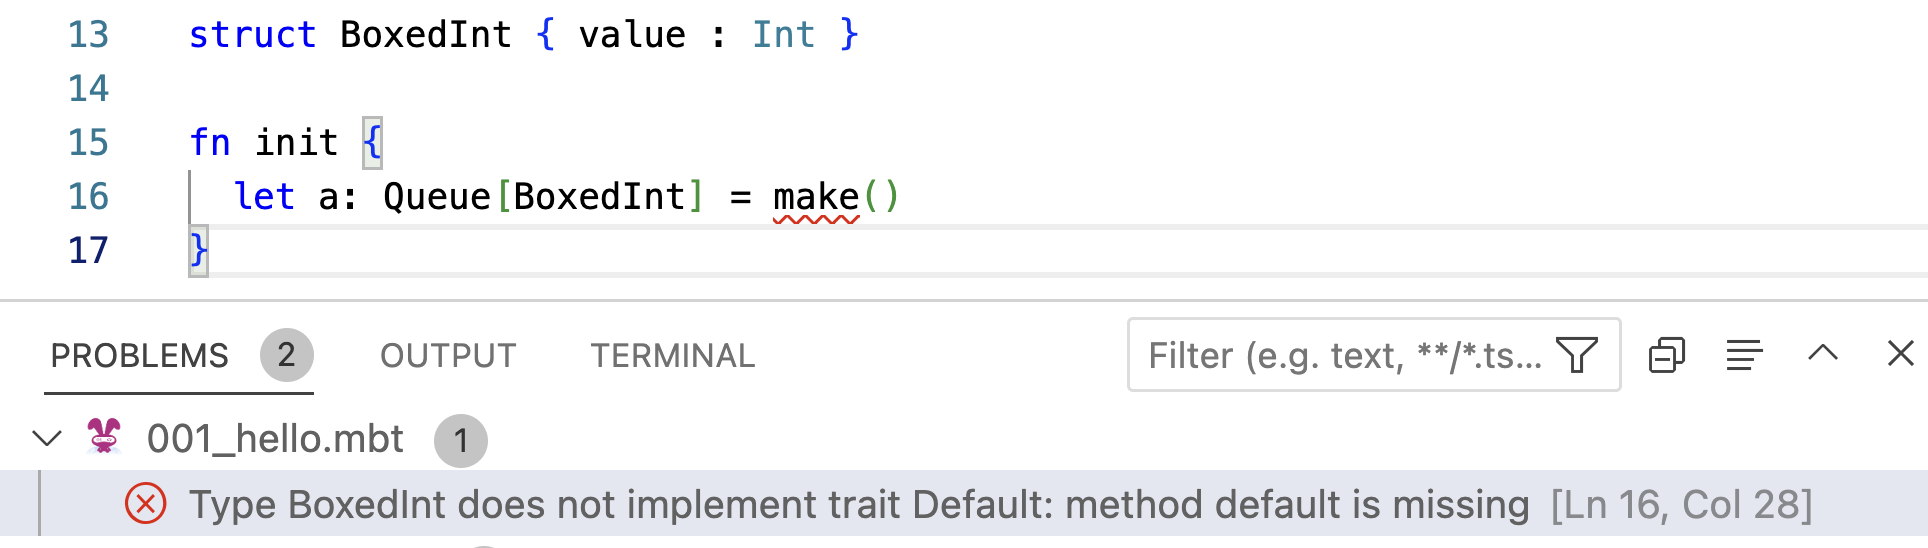 13 struct BoxedInt { value : Int }
14
15 fn init {
16 let a: Queue[BoxedInt] = make()
17 }
PROBLEMS 2 OUTPUT TERMINAL Filter (e.g. text, **/*.ts...
001_hello.mbt 1
Type BoxedInt does not implement trait Default: method default is missing [Ln 16, Col 28]